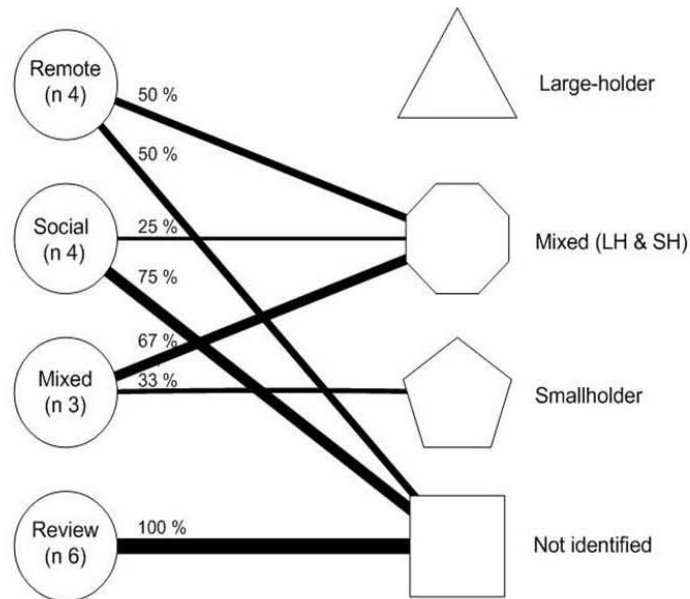 Remote
(n 4)
50 %
50 %
Large-holder
Social
(n 4)
25 %
75 %
Mixed (LH & SH)
Mixed
(n 3)
67 %
33 %
Smallholder
Review
(n 6)
100 %
Not identified